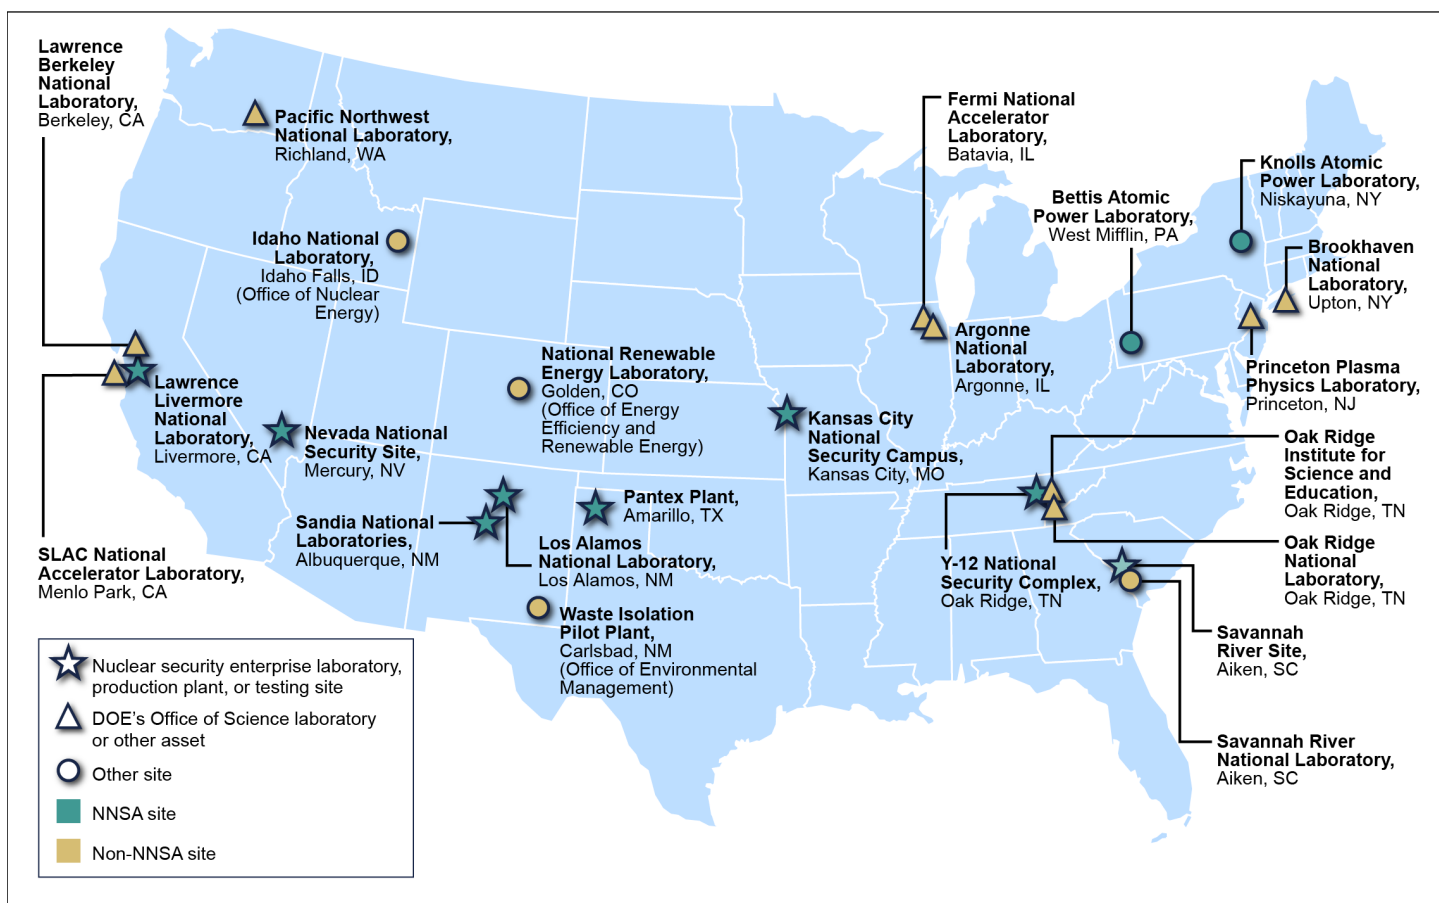 Lawrence
Berkeley
National
Laboratory,
Berkeley, CA
Pacific Northwest
National Laboratory,
Richland, WA
Fermi National
Accelerator
Laboratory,
Batavia, IL
Knolls Atomic
Power Laboratory,
Niskayuna, NY
Bettis Atomic
Power Laboratory,
West Mifflin, PA
Idaho National
Laboratory,
Idaho Falls, ID
(Office of Nuclear
Energy)
Brookhaven
National
Laboratory,
Upton, NY
Argonne
National
Laboratory,
Argonne, IL
National Renewable
Energy Laboratory,
Golden, CO
(Office of Energy
Efficiency and
Renewable Energy)
Princeton Plasma
Physics Laboratory,
Princeton, NJ
Lawrence
Livermore
National
Laboratory,
Livermore, CA
Nevada National
Security Site,
Mercury, NV
Kansas City
National
Security Campus,
Kansas City, MO
Oak Ridge
Institute for
Science and
Education,
Oak Ridge, TN
Pantex Plant,
Amarillo, TX
Sandia National
Laboratories,
Albuquerque, NM
Los Alamos
National Laboratory,
Los Alamos, NM
Oak Ridge
National
Laboratory,
Oak Ridge, TN
SLAC National
Accelerator Laboratory,
Menlo Park, CA
Y-12 National
Security Complex,
Oak Ridge, TN
Waste Isolation
Pilot Plant,
Carlsbad, NM
(Office of Environmental
Management)
Savannah
River Site,
Aiken, SC
Savannah River
National Laboratory,
Aiken, SC
Nuclear security enterprise laboratory,
production plant, or testing site
DOE's Office of Science laboratory
or other asset
Other site
NNSA site
Non-NNSA site